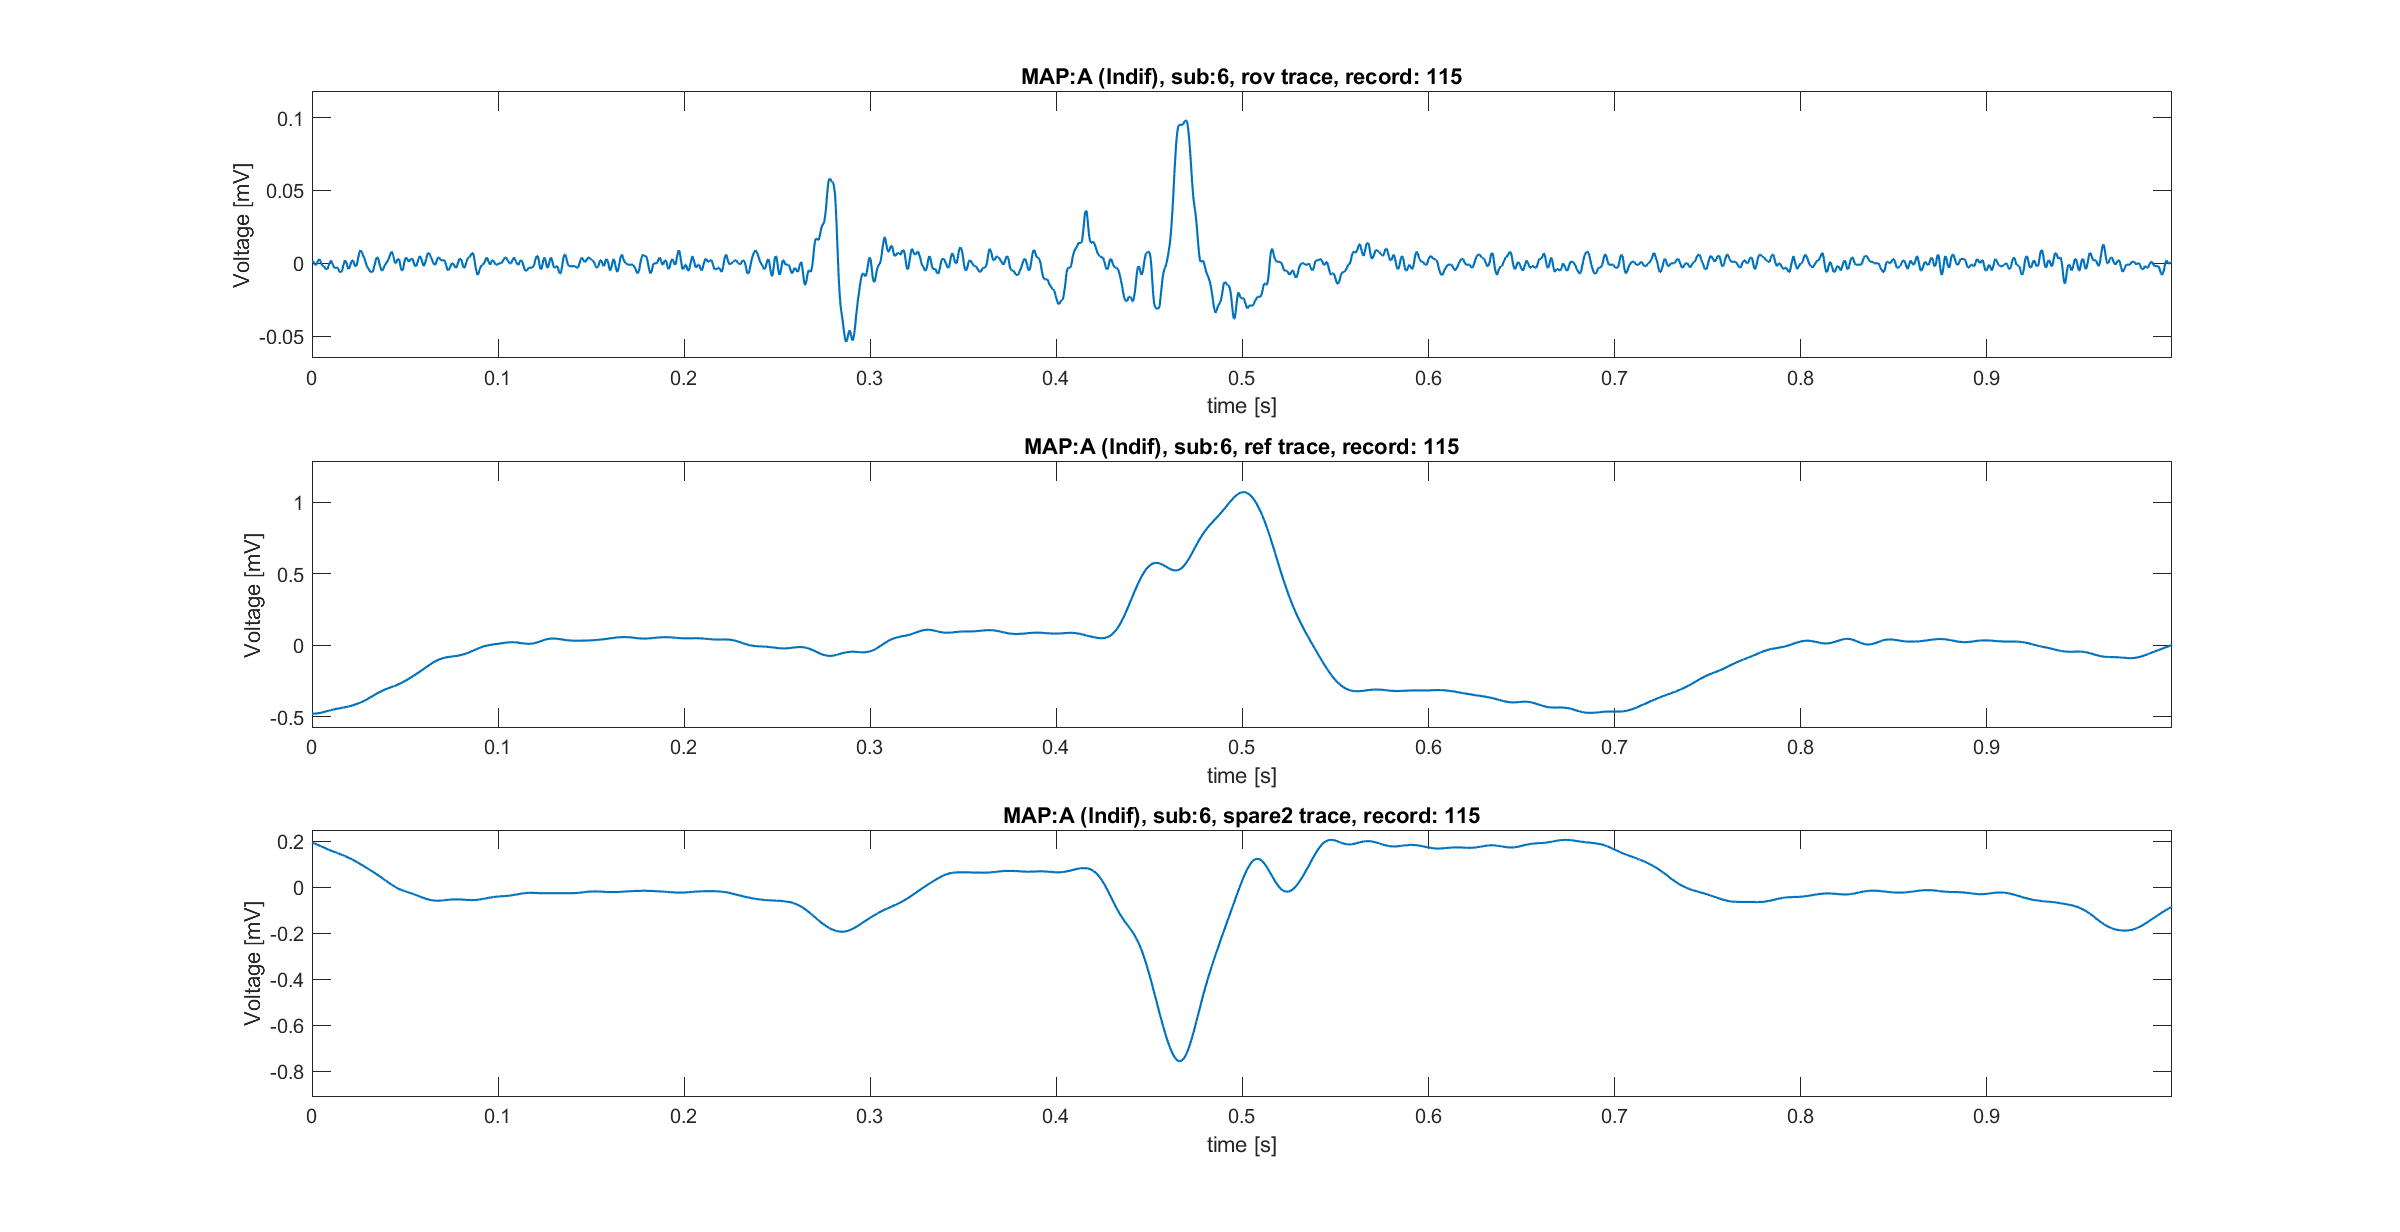 MAP:A (Indif), sub:6, rov trace, record: 115
Voltage [mV]
0.1
0.05
0
-0.05
0 0.1 0.2 0.3 0.4 0.5 0.6 0.7 0.8 0.9
time [s]
MAP:A (Indif), sub:6, ref trace, record: 115
Voltage [mV]
1
0.5
0
-0.5
0 0.1 0.2 0.3 0.4 0.5 0.6 0.7 0.8 0.9
time [s]
MAP:A (Indif), sub:6, spare2 trace, record: 115
Voltage [mV]
0.2
0
-0.2
-0.4
-0.6
-0.8
0 0.1 0.2 0.3 0.4 0.5 0.6 0.7 0.8 0.9
time [s]